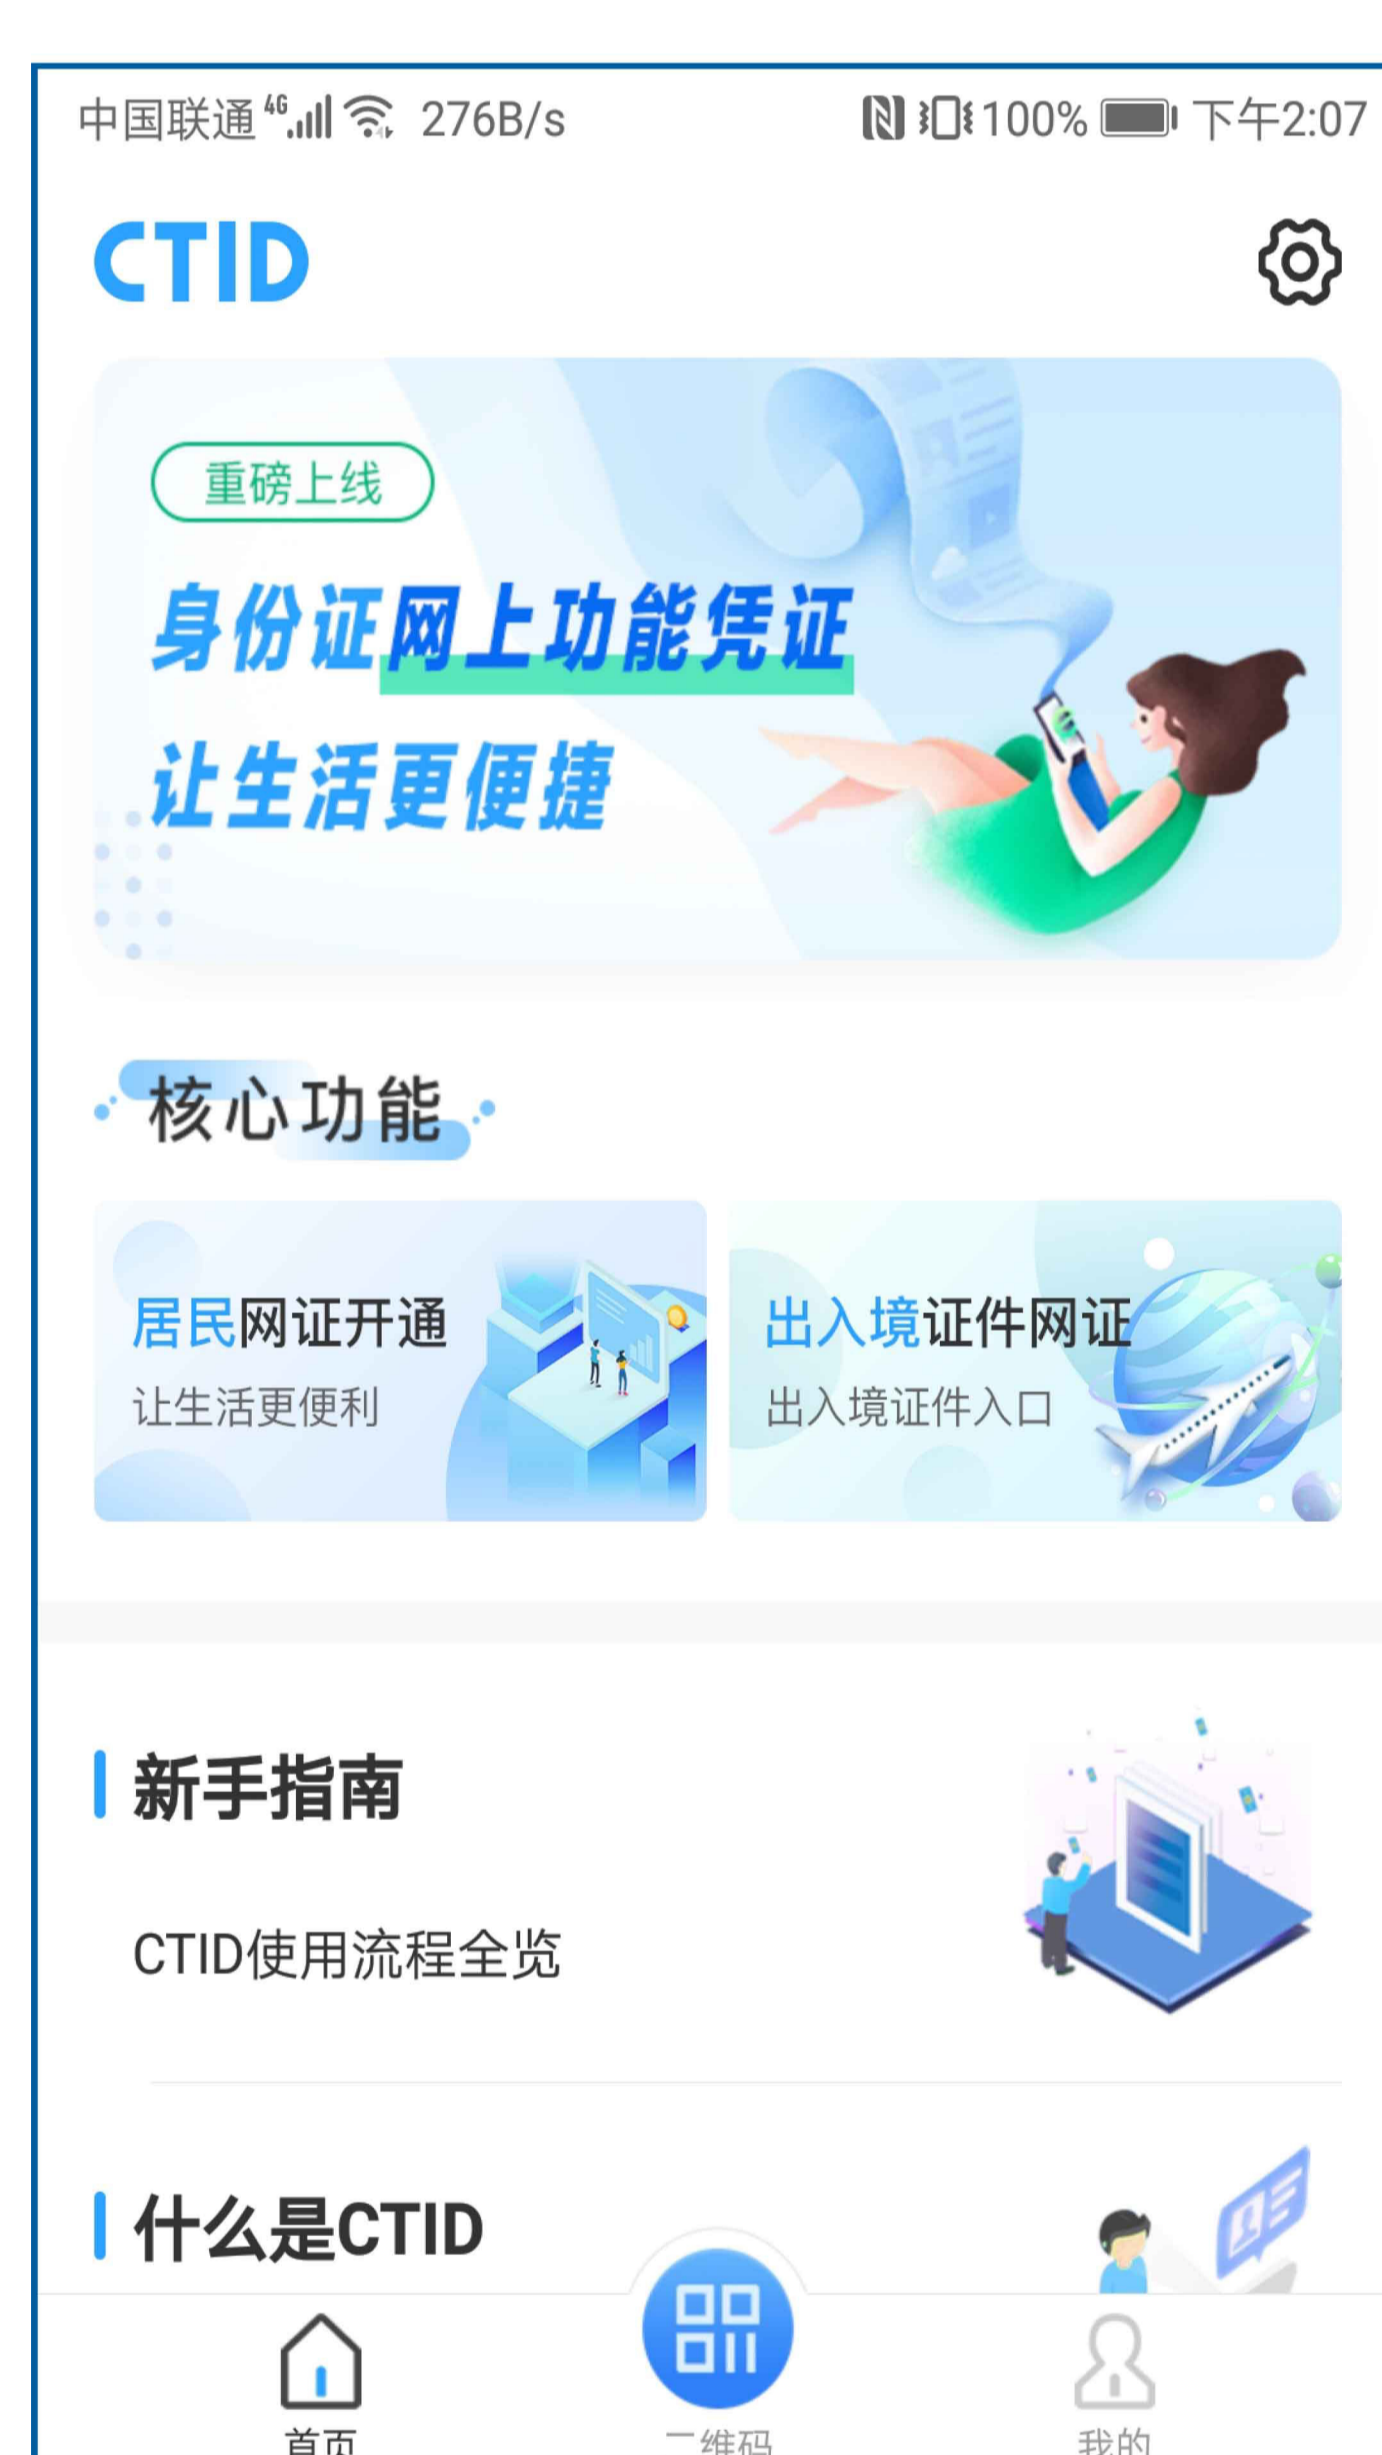 中国联通 4G 276B/s 100% 下午2:07
CTID
重磅上线
身份证网上功能凭证
让生活更便捷
核心功能
居民网证开通
让生活更便利
出入境证件网证
出入境证件入口
新手指南
CTID使用流程全览
什么是CTID
首页
二维码
我的